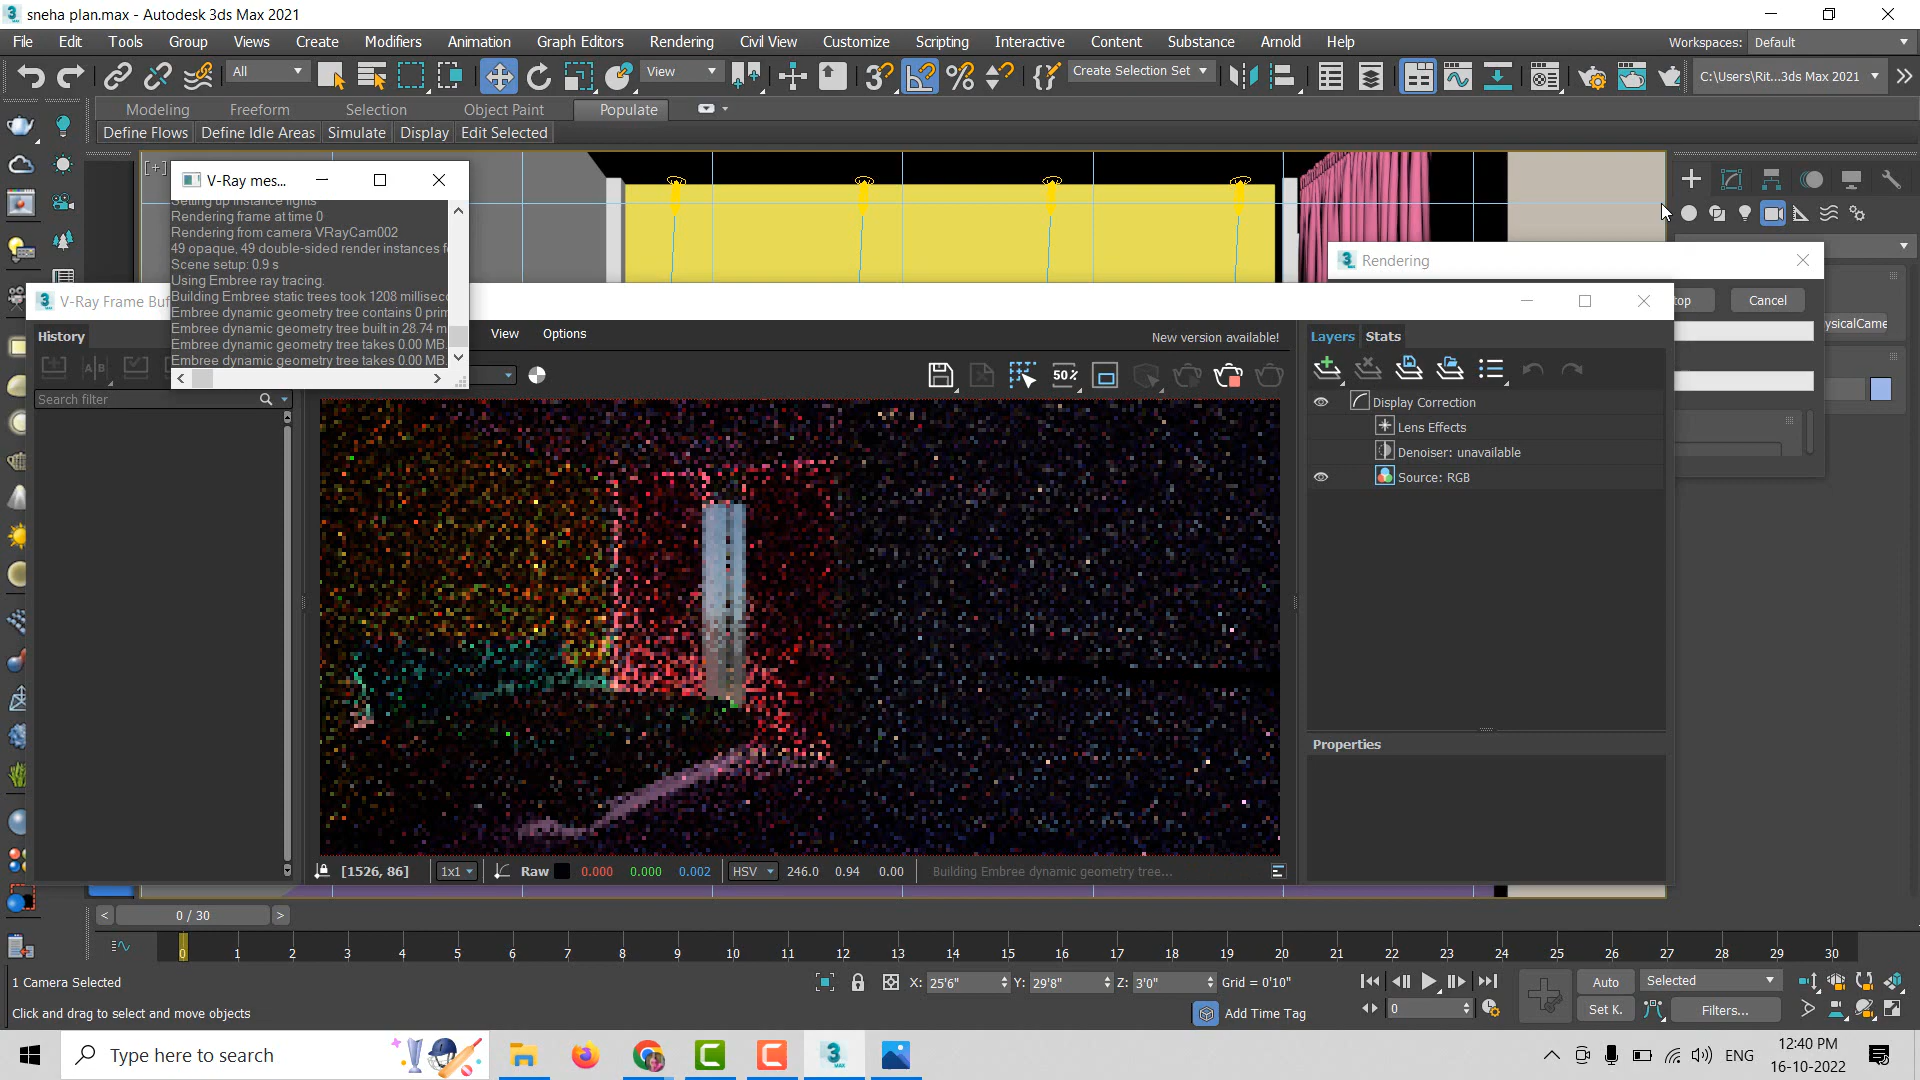 sneha plan.max - Autodesk 3ds Max 2021
File Edit Tools Group Views Create Modifiers Animation Graph Editors Rendering Civil View Customize Scripting Interactive Content Substance Arnold Help Workspaces: Default
All View Create Selection Set C:\Users\Rit...3ds Max 2021
Modeling Freeform Selection Object Paint Populate
Define Flows Define Idle Areas Simulate Display Edit Selected
[+]
V-Ray mes...
Setting up instance lights
Rendering frame at time 0
Rendering from camera VRayCam002
49 opaque, 49 double-sided render instances f
Scene setup: 0.9 s
Using Embree ray tracing.
Building Embree static trees took 1208 millisec
Embree dynamic geometry tree contains 0 prim
Embree dynamic geometry tree built in 28.74 m
Embree dynamic geometry tree takes 0.00 MB
Embree dynamic geometry tree takes 0.00 MB.
Rendering
top Cancel
ysicalCame
V-Ray Frame Buf
View Options
New version available!
History
Search filter
50%
Layers Stats
Display Correction
Lens Effects
Denoiser: unavailable
Source: RGB
Properties
[1526, 86] 1x1 Raw 0.000 0.000 0.002 HSV 246.0 0.94 0.00 Building Embree dynamic geometry tree...
< 0 / 30 >
0 1 2 3 4 5 6 7 8 9 10 11 12 13 14 15 16 17 18 19 20 21 22 23 24 25 26 27 28 29 30
1 Camera Selected
X: 25'6" Y: 29'8" Z: 3'0" Grid = 0'10"
Auto Selected
Click and drag to select and move objects
Add Time Tag
0
Set K. Filters...
Type here to search
ENG
12:40 PM
16-10-2022